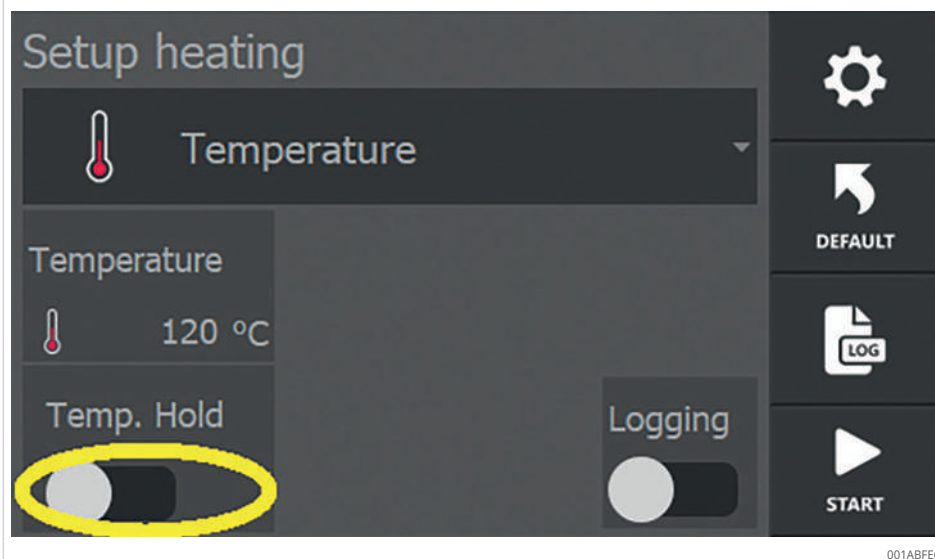 Setup heating
Temperature
Temperature
120 °C
Temp. Hold
Logging
DEFAULT
LOG
START